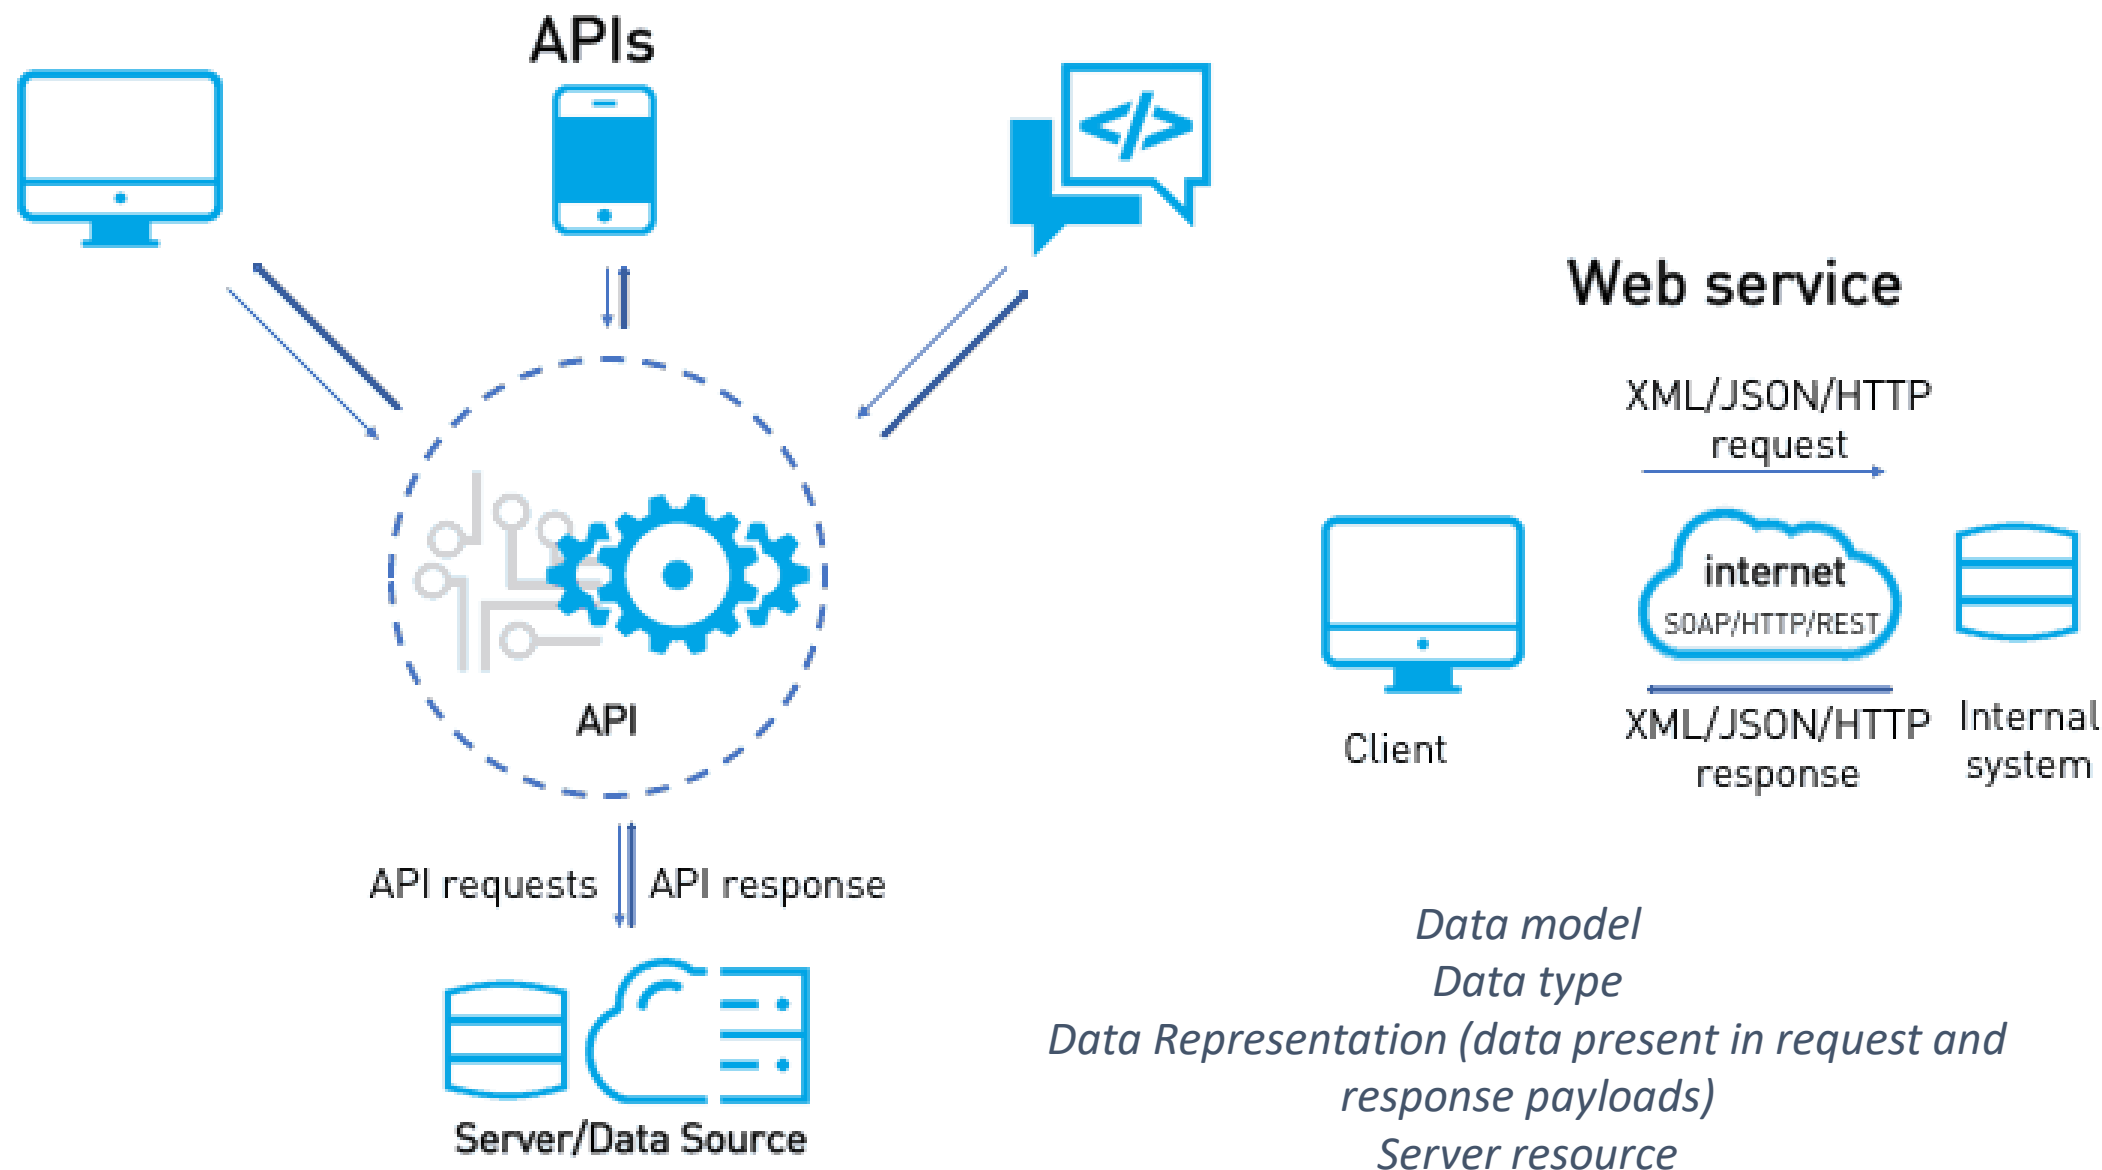 APIs
</>
API
API requests
API response
Server/Data Source
Web service
XML/JSON/HTTP
request
internet
SOAP/HTTP/REST
Client
XML/JSON/HTTP
response
Internal
system
Data model
Data type
Data Representation (data present in request and
response payloads)
Server resource